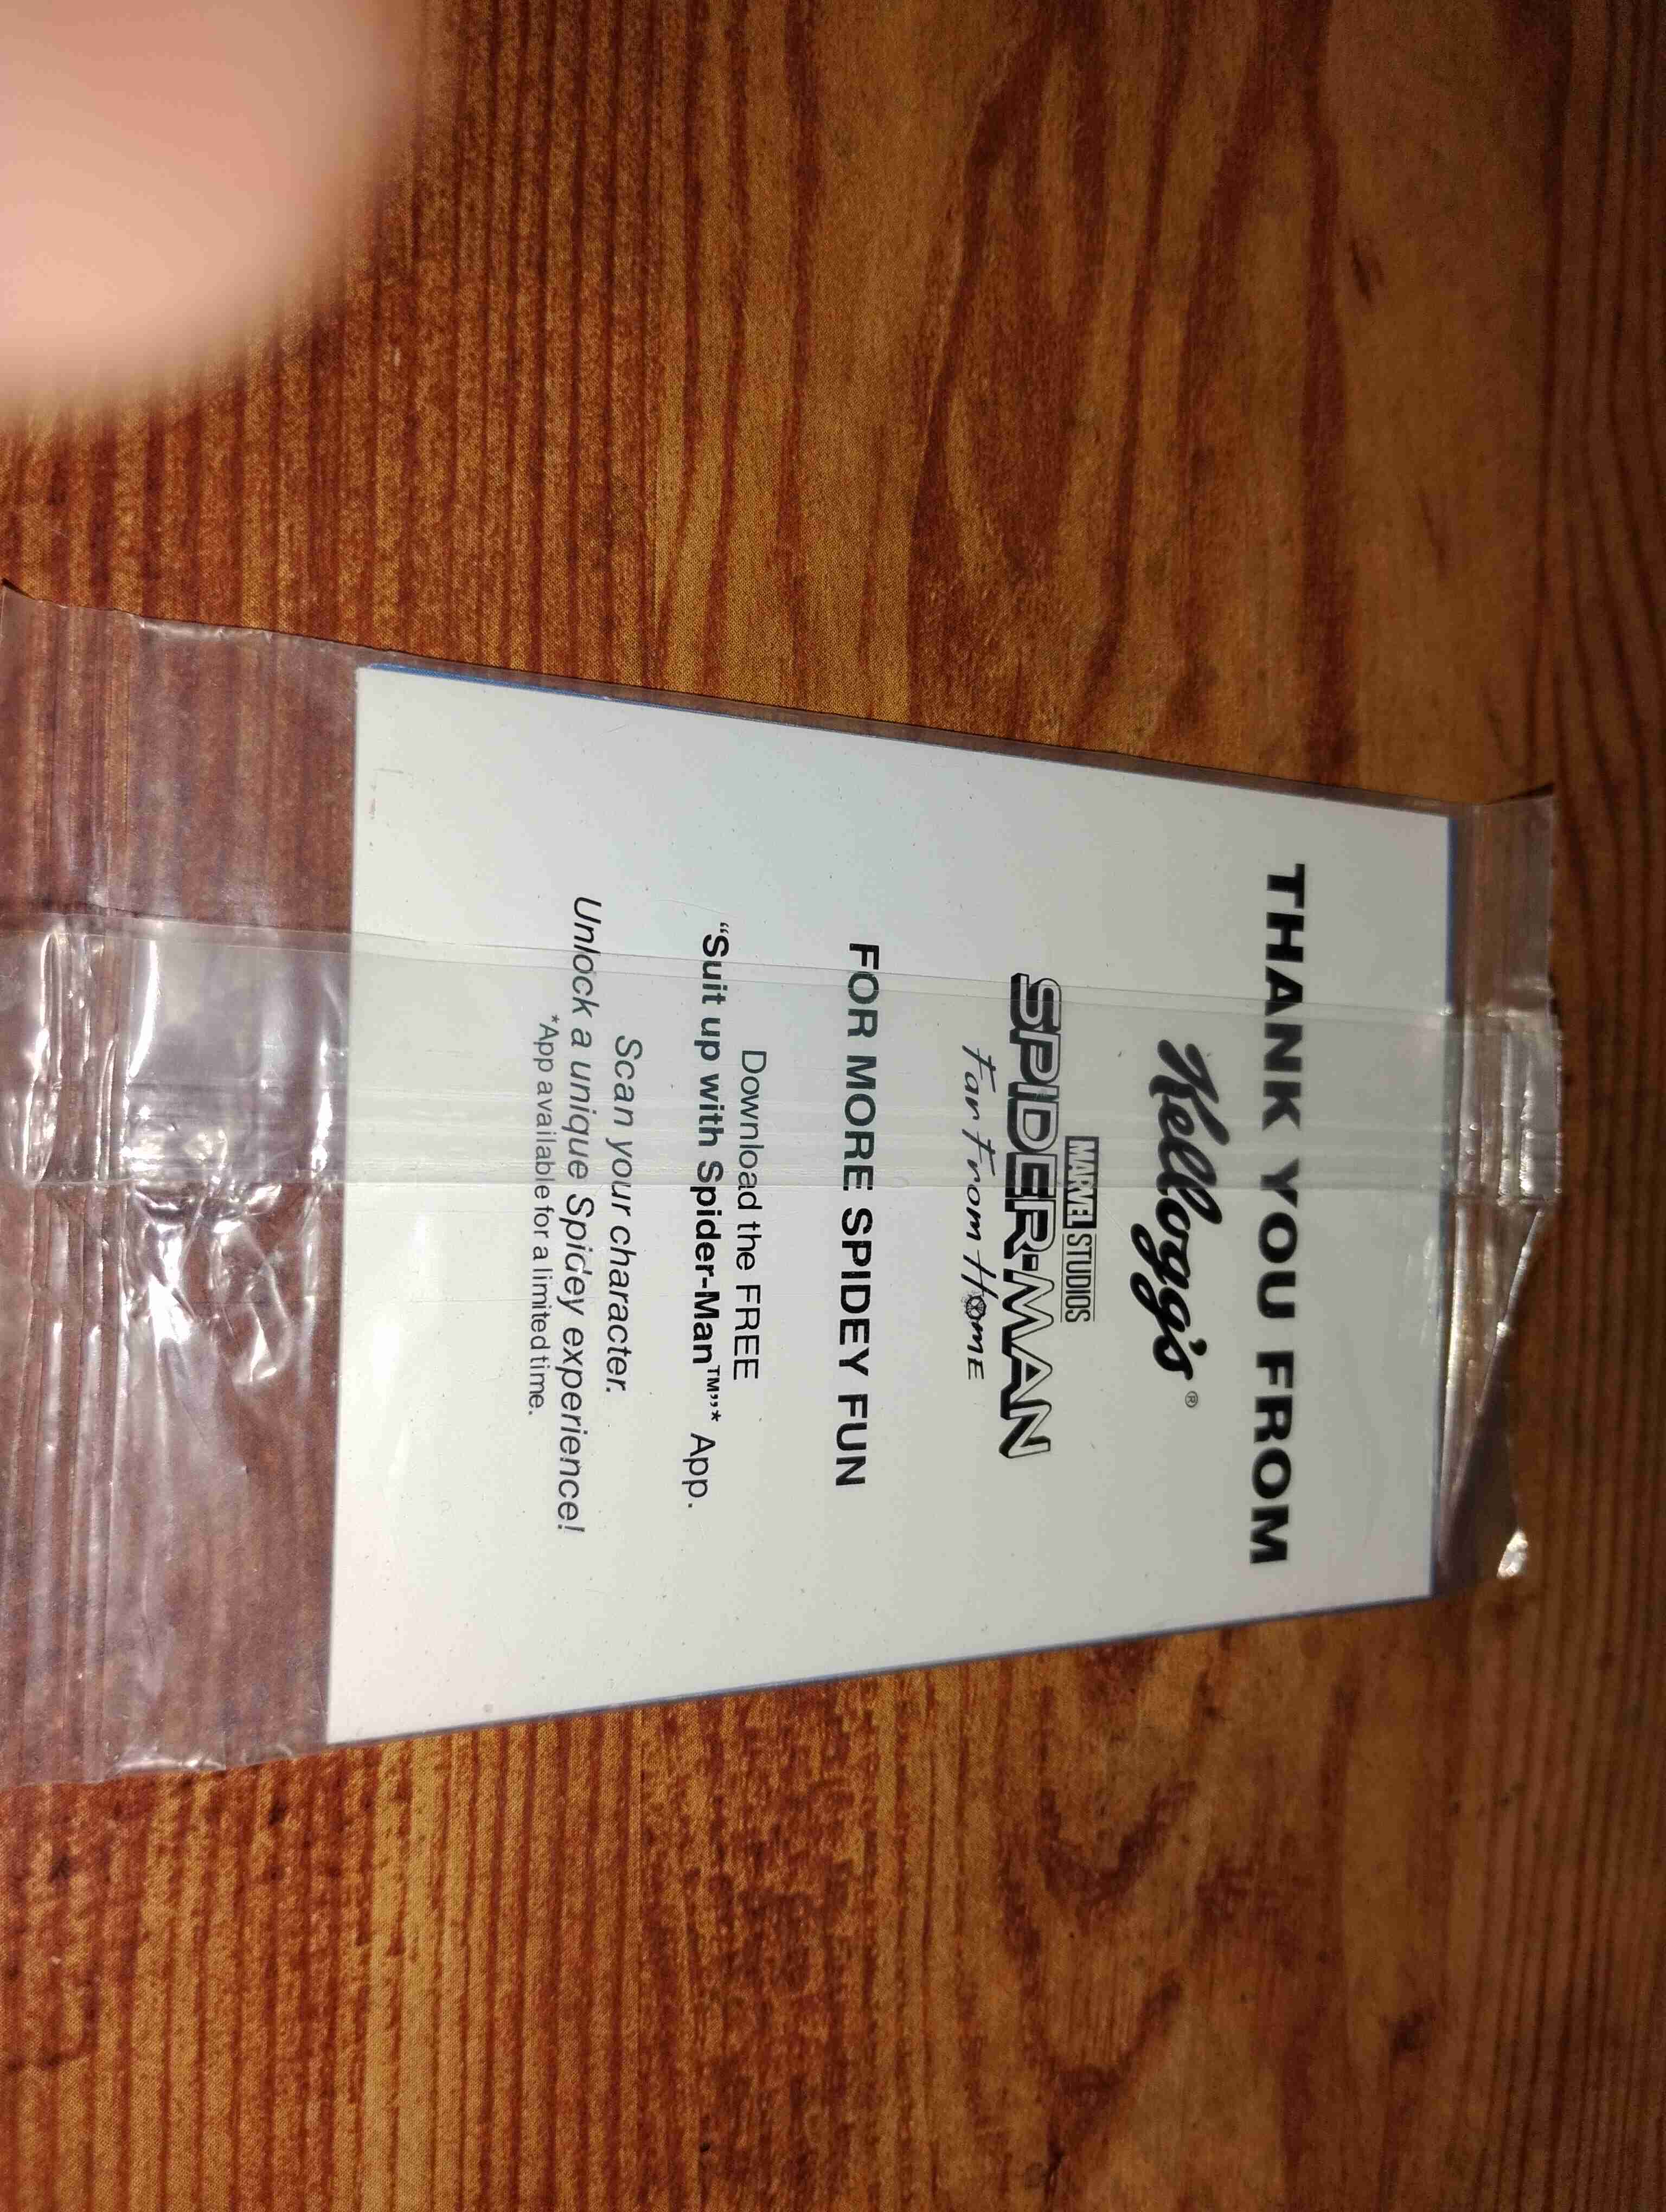 THANK YOU FROM
Kellogg's®
MARVEL STUDIOS
SPIDER-MAN
Far From HomE
FOR MORE SPIDEY FUN
Download the FREE
“Suit up with Spider-Man™”* App.
Scan your character.
Unlock a unique Spidey experience!
*App available for a limited time.